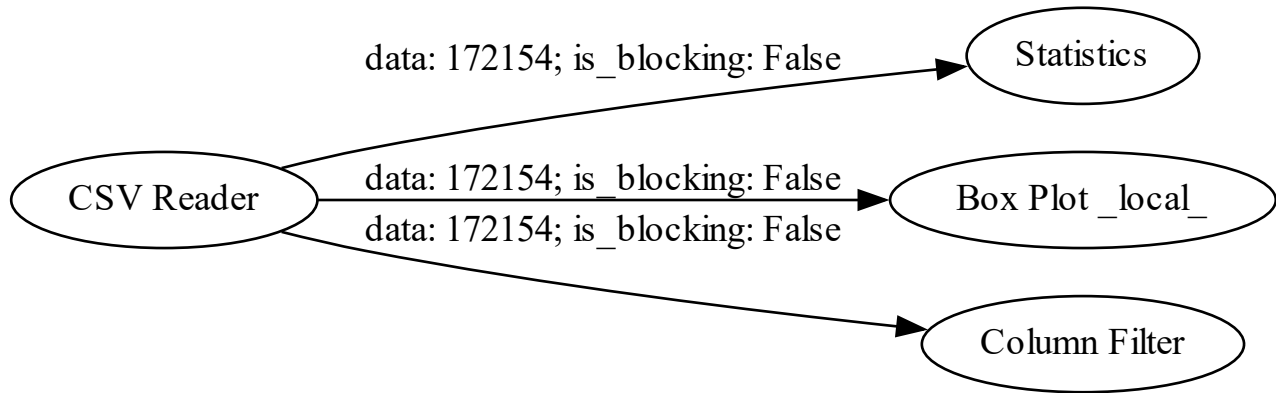 data: 172154; is_blocking: False
Statistics
CSV Reader
data: 172154; is_blocking: False
Box Plot _local_
data: 172154; is_blocking: False
Column Filter